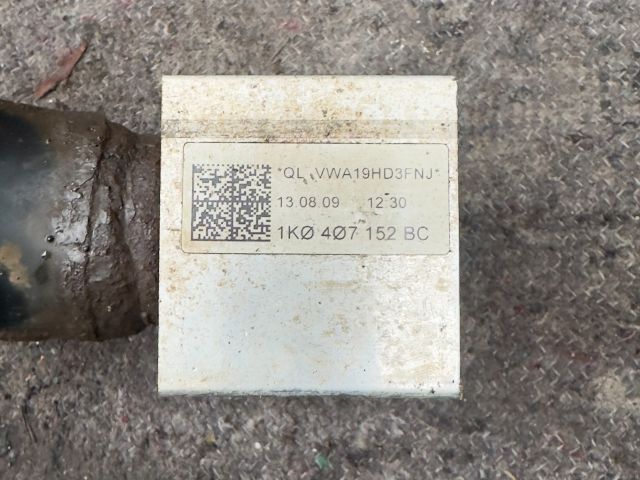 *QL VWA19HD3FNJ*
13.08.09 12:30
1KØ 4Ø7 152 BC